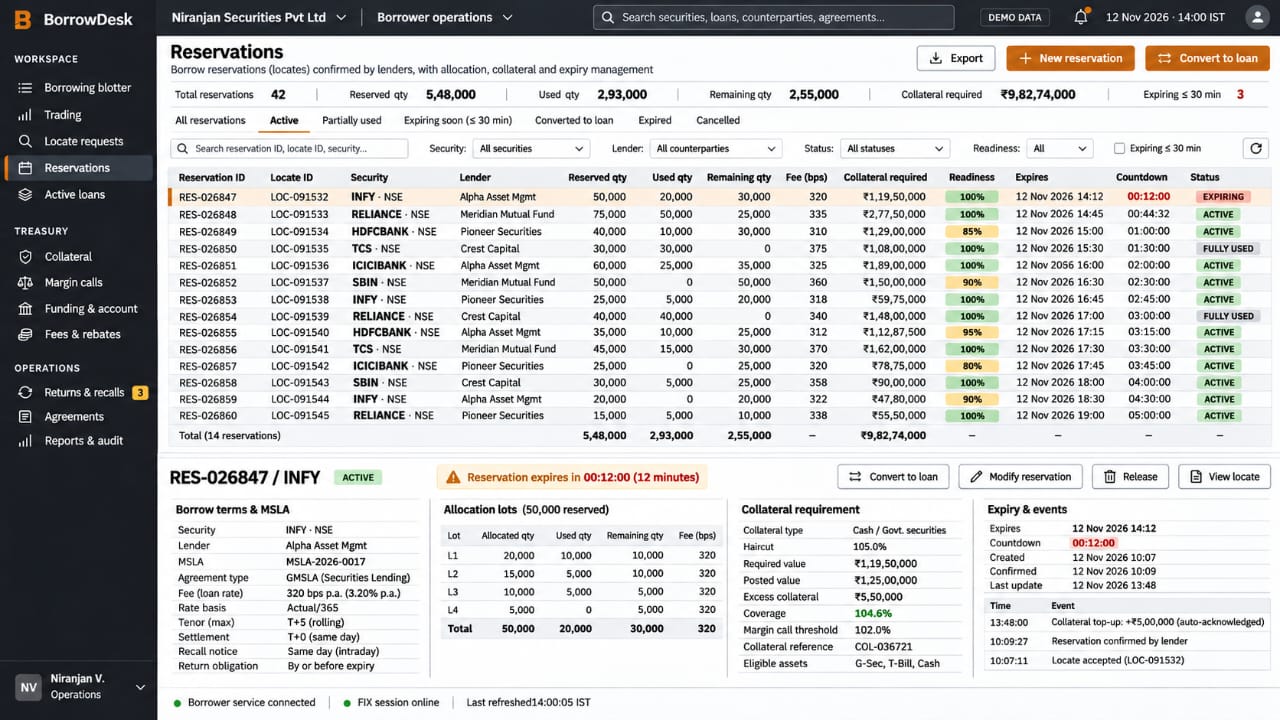 BorrowDesk
Niranjan Securities Pvt Ltd
Borrower operations
Search securities, loans, counterparties, agreements...
DEMO DATA
12 Nov 2026 · 14:00 IST
WORKSPACE
Borrowing blotter
Trading
Locate requests
Reservations
Active loans
TREASURY
Collateral
Margin calls
Funding & account
Fees & rebates
OPERATIONS
Returns & recalls 3
Agreements
Reports & audit
NV
Niranjan V.
Operations
Reservations
Borrow reservations (locates) confirmed by lenders, with allocation, collateral and expiry management
Export
New reservation
Convert to loan
Total reservations 42 Reserved qty 5,48,000 Used qty 2,93,000 Remaining qty 2,55,000 Collateral required ₹9,82,74,000 Expiring ≤ 30 min 3
All reservations Active Partially used Expiring soon (≤ 30 min) Converted to loan Expired Cancelled
Search reservation ID, locate ID, security... Security: All securities Lender: All counterparties Status: All statuses Readiness: All Expiring ≤ 30 min
Reservation ID Locate ID Security Lender Reserved qty Used qty Remaining qty Fee (bps) Collateral required Readiness Expires Countdown Status
RES-026847 LOC-091532 INFY · NSE Alpha Asset Mgmt 50,000 20,000 30,000 320 ₹1,19,50,000 100% 12 Nov 2026 14:12 00:12:00 EXPIRING
RES-026848 LOC-091533 RELIANCE · NSE Meridian Mutual Fund 75,000 50,000 25,000 335 ₹2,77,50,000 100% 12 Nov 2026 14:45 00:44:32 ACTIVE
RES-026849 LOC-091534 HDFCBANK · NSE Pioneer Securities 40,000 10,000 30,000 310 ₹1,29,00,000 85% 12 Nov 2026 15:00 01:00:00 ACTIVE
RES-026850 LOC-091535 TCS · NSE Crest Capital 30,000 30,000 0 375 ₹1,08,00,000 100% 12 Nov 2026 15:30 01:30:00 FULLY USED
RES-026851 LOC-091536 ICICIBANK · NSE Alpha Asset Mgmt 60,000 25,000 35,000 325 ₹1,89,00,000 100% 12 Nov 2056 16:00 02:00:00 ACTIVE
RES-026852 LOC-091537 SBIN · NSE Meridian Mutual Fund 50,000 0 50,000 360 ₹1,50,00,000 90% 12 Nov 2026 16:30 02:30:00 ACTIVE
RES-026853 LOC-091538 INFY · NSE Pioneer Securities 25,000 5,000 20,000 318 ₹59,75,000 100% 12 Nov 2026 16:45 02:45:00 ACTIVE
RES-026854 LOC-091539 RELIANCE · NSE Crest Capital 40,000 40,000 0 340 ₹1,48,00,000 100% 12 Nov 2026 17:00 03:00:00 FULLY USED
RES-026855 LOC-091540 HDFCBANK · NSE Alpha Asset Mgmt 35,000 10,000 25,000 312 ₹1,12,87,500 95% 12 Nov 2026 17:15 03:15:00 ACTIVE
RES-026856 LOC-091541 TCS · NSE Meridian Mutual Fund 45,000 15,000 30,000 370 ₹1,62,00,000 100% 12 Nov 2026 17:30 03:30:00 ACTIVE
RES-026857 LOC-091542 ICICIBANK · NSE Pioneer Securities 25,000 0 25,000 320 ₹78,75,000 80% 12 Nov 2026 17:45 03:45:00 ACTIVE
RES-026858 LOC-091543 SBIN · NSE Crest Capital 30,000 5,000 25,000 358 ₹90,00,000 100% 12 Nov 2026 18:00 04:00:00 ACTIVE
RES-026859 LOC-091544 INFY · NSE Alpha Asset Mgmt 20,000 0 20,000 322 ₹47,80,000 90% 12 Nov 2026 18:30 04:30:00 ACTIVE
RES-026860 LOC-091545 RELIANCE · NSE Pioneer Securities 15,000 5,000 10,000 338 ₹55,50,000 100% 12 Nov 2026 19:00 05:00:00 ACTIVE
Total (14 reservations) 5,48,000 2,93,000 2,55,000 – ₹9,82,74,000 – – – –
RES-026847 / INFY ACTIVE
Reservation expires in 00:12:00 (12 minutes)
Convert to loan
Modify reservation
Release
View locate
Borrow terms & MSLA
Security INFY · NSE
Lender Alpha Asset Mgmt
MSLA MSLA-2026-0017
Agreement type GMSLA (Securities Lending)
Fee (loan rate) 320 bps p.a. (3.20% p.a.)
Rate basis Actual/365
Tenor (max) T+5 (rolling)
Settlement T+0 (same day)
Recall notice Same day (intraday)
Return obligation By or before expiry
Allocation lots (50,000 reserved)
Lot Allocated qty Used qty Remaining qty Fee (bps)
L1 20,000 10,000 10,000 320
L2 15,000 5,000 10,000 320
L3 10,000 5,000 5,000 320
L4 5,000 0 5,000 320
Total 50,000 20,000 30,000 320
Collateral requirement
Collateral type Cash / Govt. securities
Haircut 105.0%
Required value ₹1,19,50,000
Posted value ₹1,25,00,000
Excess collateral ₹5,50,000
Coverage 104.6%
Margin call threshold 102.0%
Collateral reference COL-036721
Eligible assets G-Sec, T-Bill, Cash
Expiry & events
Expires 12 Nov 2026 14:12
Countdown 00:12:00
Created 12 Nov 2026 10:07
Confirmed 12 Nov 2026 10:09
Last update 12 Nov 2026 13:48
Time Event
13:48:00 Collateral top-up: +₹5,00,000 (auto-acknowledged)
10:09:27 Reservation confirmed by lender
10:07:11 Locate accepted (LOC-091532)
Borrower service connected
FIX session online
Last refreshed14:00:05 IST